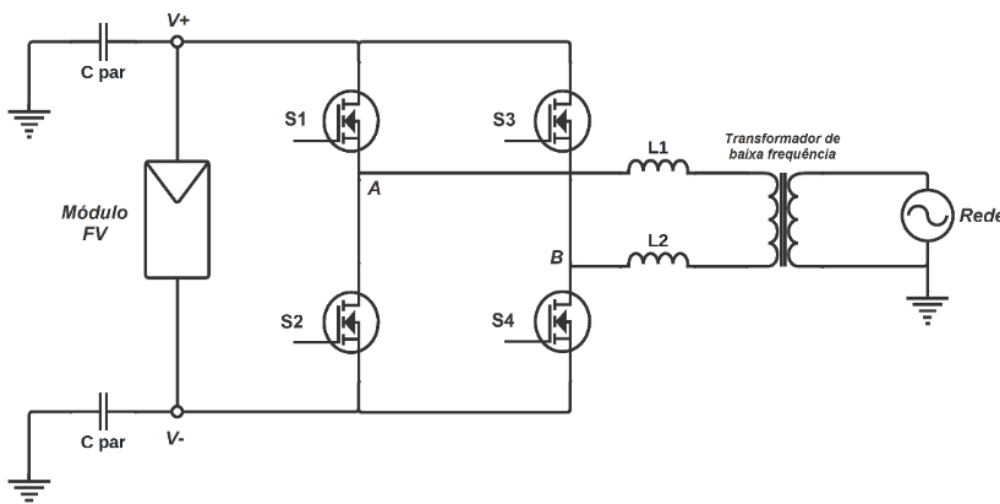 V+
C par
S1
S3
L1
Transformador de
baixa frequência
A
Módulo
FV
Rede
B
L2
S2
S4
C par
V-